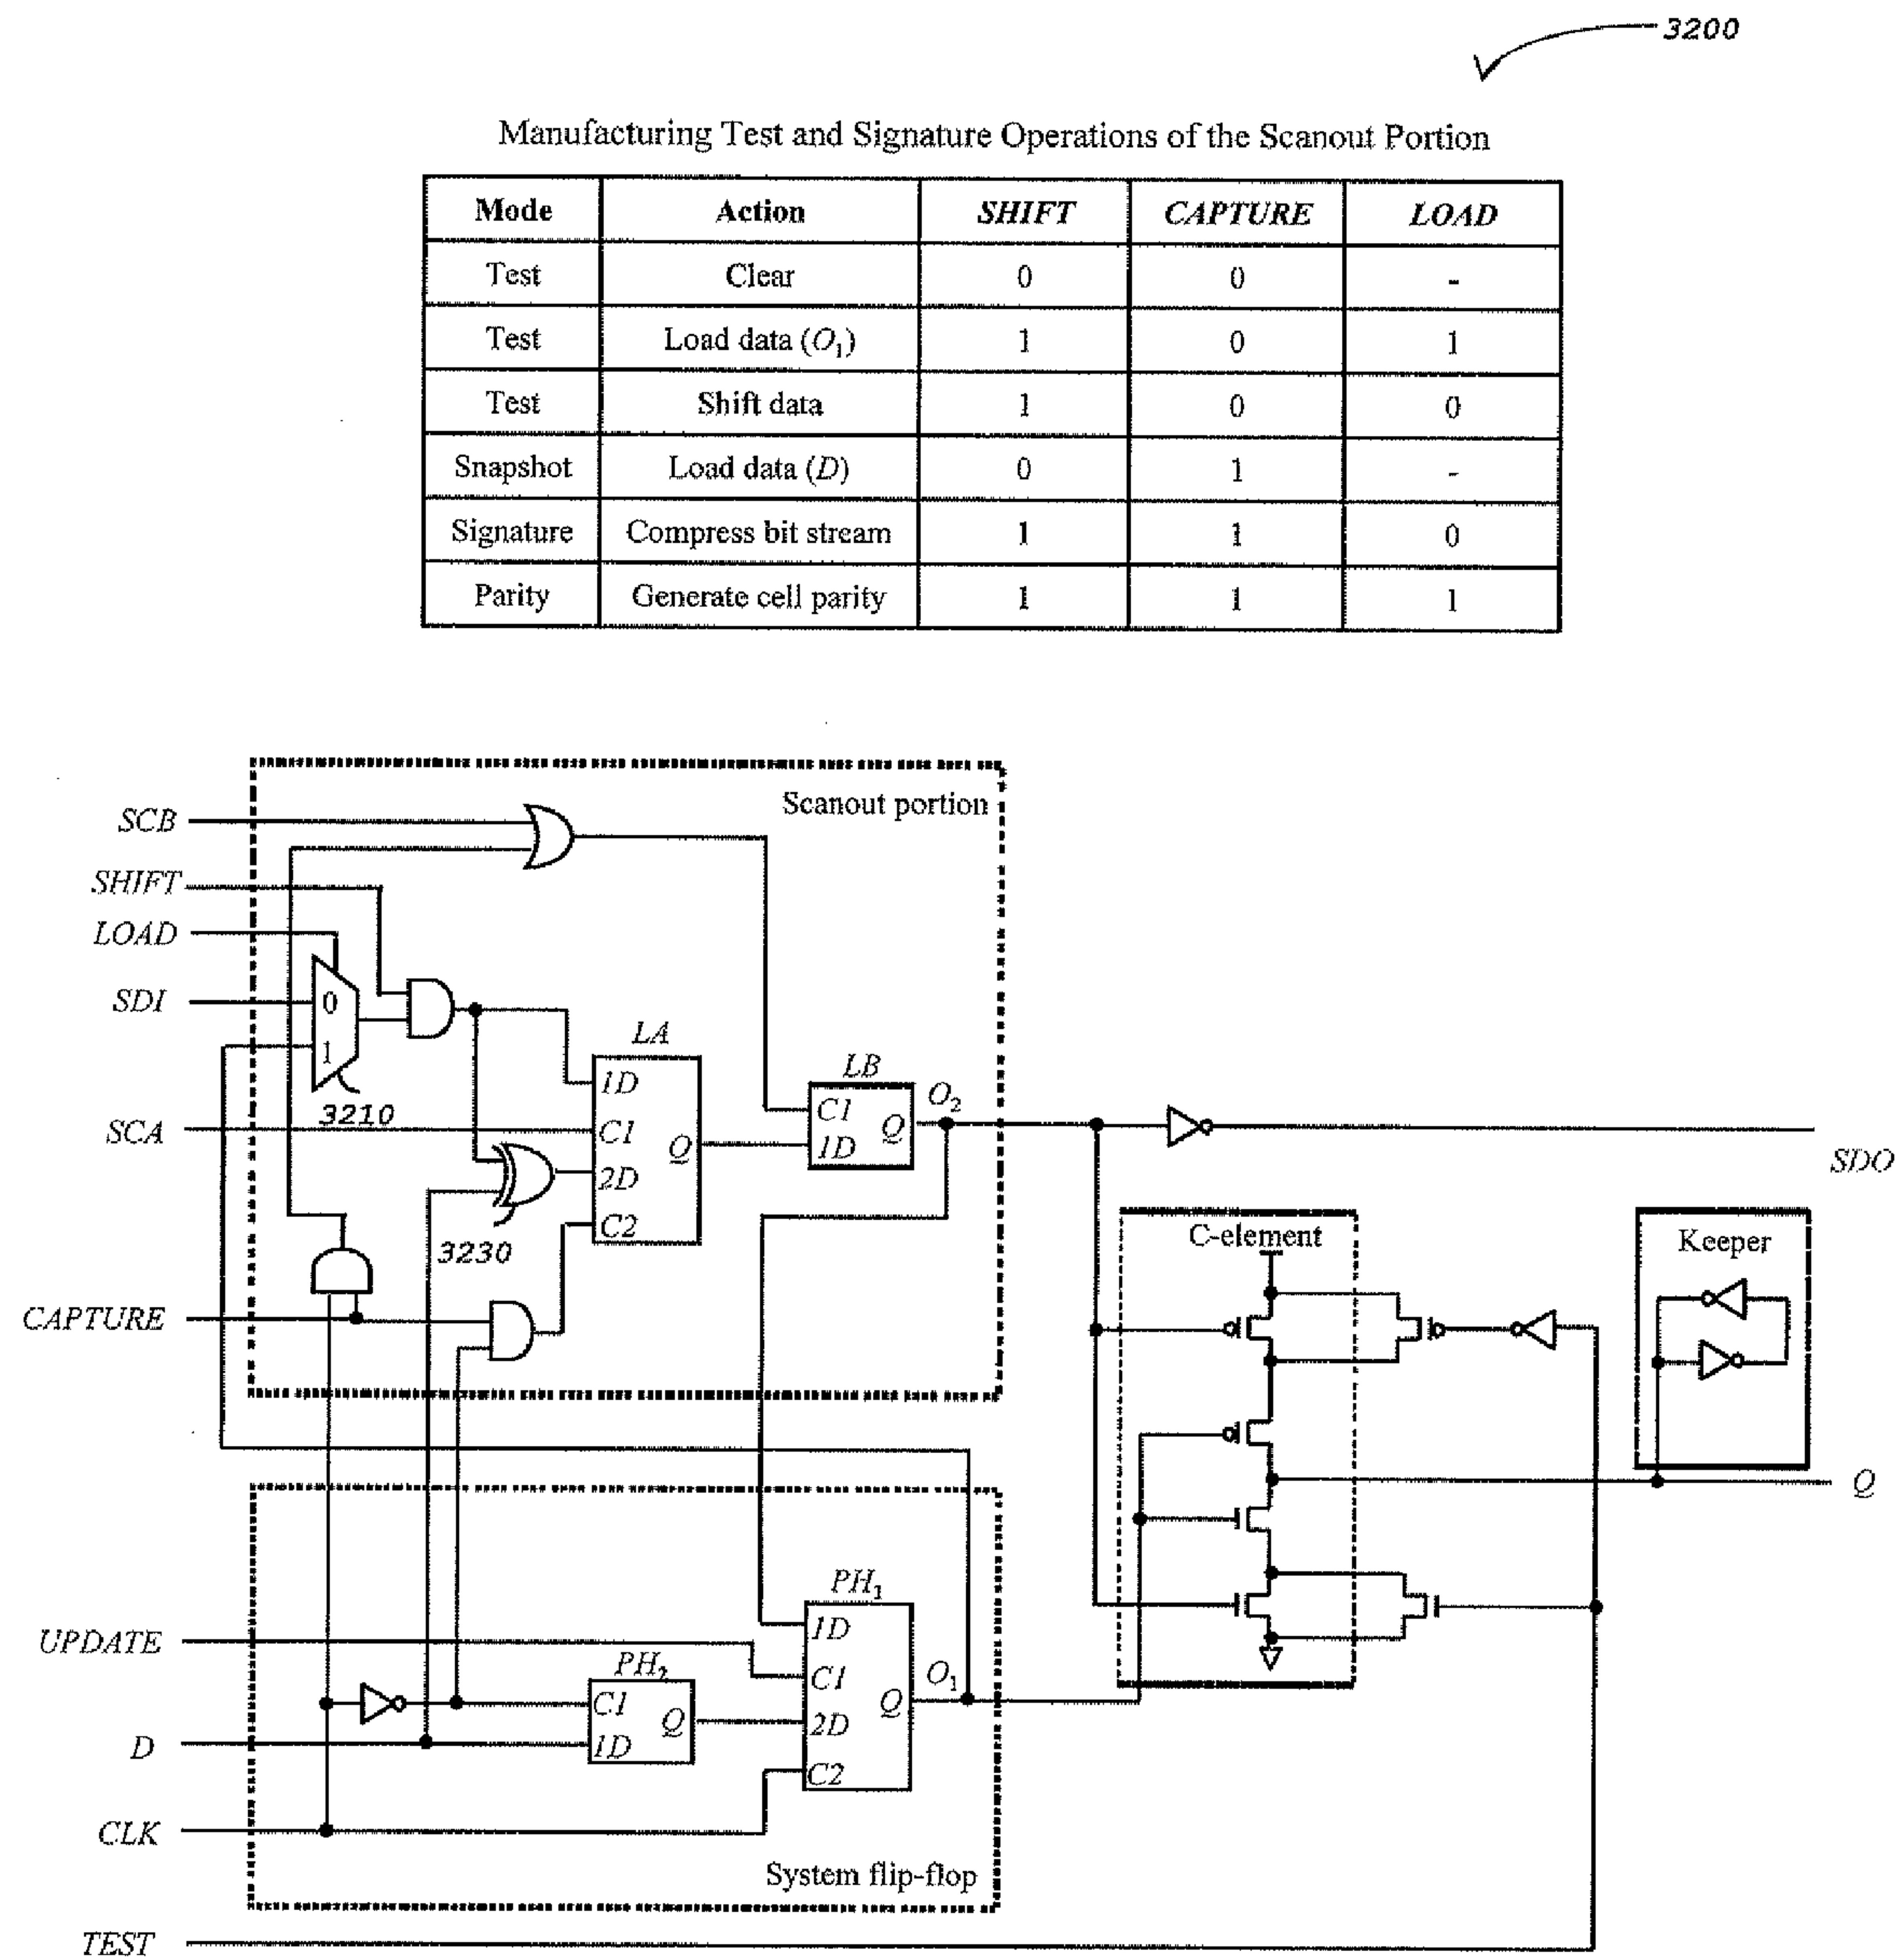 3200
Manufacturing Test and Signature Operations of the Scanout Portion
Mode Action SHIFT CAPTURE LOAD
Test Clear 0 0 -
Test Load data (O₁) 1 0 1
Test Shift data 1 0 0
Snapshot Load data (D) 0 1 -
Signature Compress bit stream 1 1 0
Parity Generate cell parity 1 1 1
Scanout portion
SCB
SHIFT
LOAD
SDI
0
1
3210
SCA
LA
1D
C1
2D
C2
Q
3230
LB
C1
1D
Q
O₂
SDO
CAPTURE
C-element
Keeper
Q
UPDATE
PH₂
C1
1D
Q
PH₁
1D
C1
2D
C2
Q
O₁
D
CLK
System flip-flop
TEST